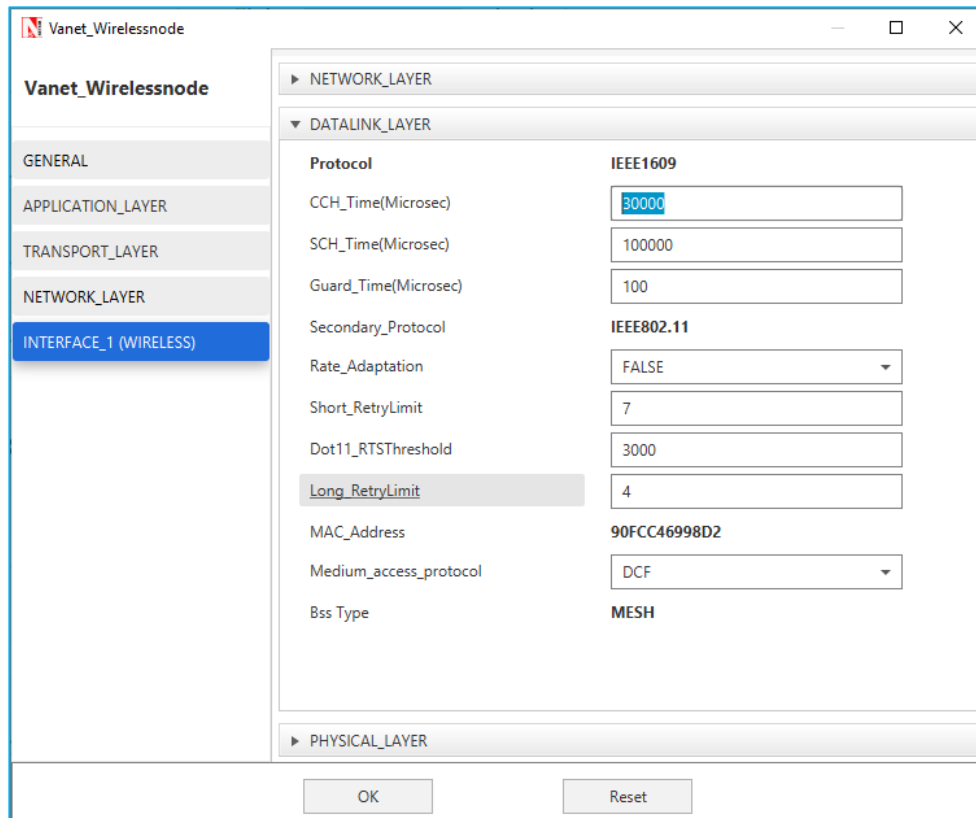 Vanet_Wirelessnode
Vanet_Wirelessnode
GENERAL
APPLICATION_LAYER
TRANSPORT_LAYER
NETWORK_LAYER
INTERFACE_1 (WIRELESS)
NETWORK_LAYER
DATALINK_LAYER
Protocol IEEE1609
CCH_Time(Microsec) 30000
SCH_Time(Microsec) 100000
Guard_Time(Microsec) 100
Secondary_Protocol IEEE802.11
Rate_Adaptation FALSE
Short_RetryLimit 7
Dot11_RTSThreshold 3000
Long_RetryLimit 4
MAC_Address 90FCC46998D2
Medium_access_protocol DCF
Bss Type MESH
PHYSICAL_LAYER
OK Reset